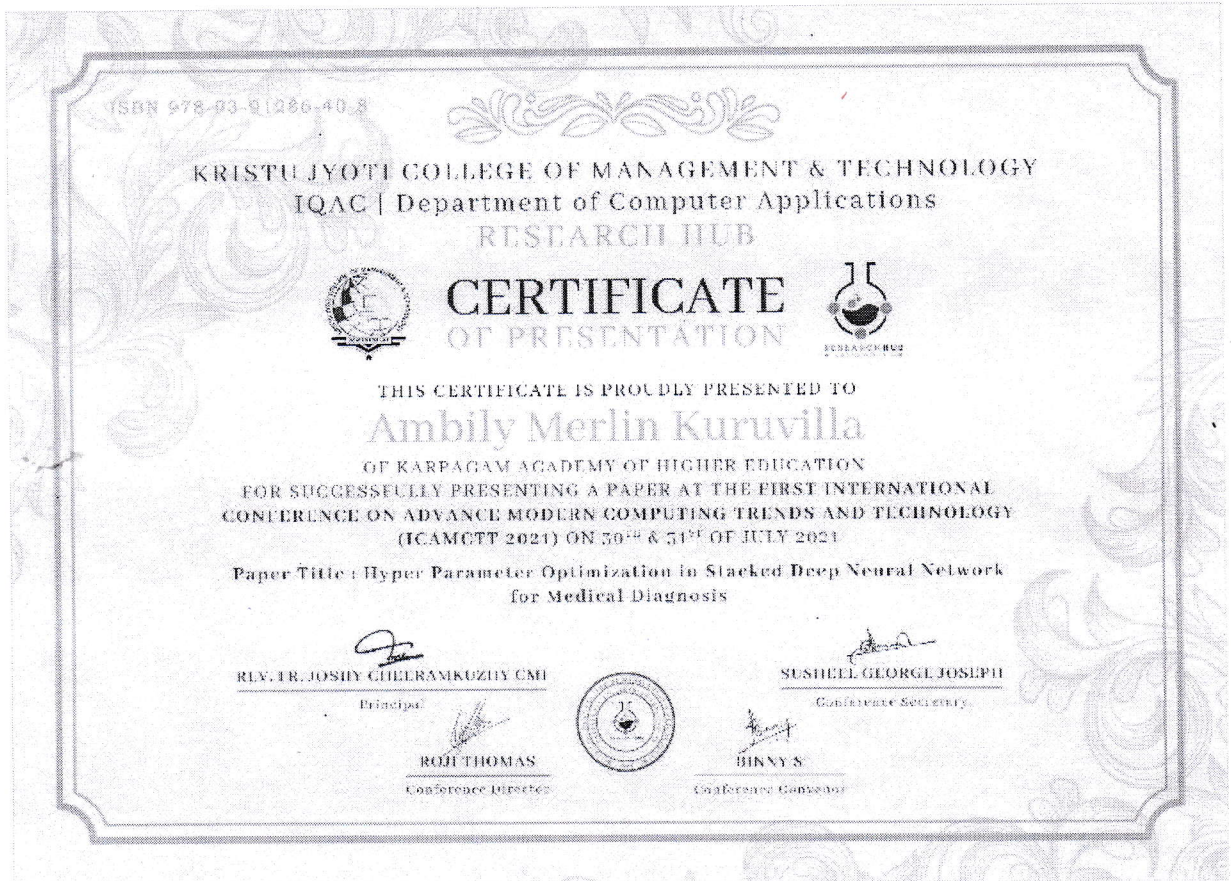 ISBN 978-93-91286-40-8
KRISTU JYOTI COLLEGE OF MANAGEMENT & TECHNOLOGY
IQAC | Department of Computer Applications
RESEARCH HUB
CERTIFICATE
OF PRESENTATION
RESEARCH HUB
THIS CERTIFICATE IS PROUDLY PRESENTED TO
Ambily Merlin Kuruvilla
OF KARPAGAM ACADEMY OF HIGHER EDUCATION
FOR SUCCESSFULLY PRESENTING A PAPER AT THE FIRST INTERNATIONAL
CONFERENCE ON ADVANCE MODERN COMPUTING TRENDS AND TECHNOLOGY
(ICAMCTT 2021) ON 30TH & 31ST OF JULY 2021
Paper Title : Hyper Parameter Optimization in Stacked Deep Neural Network
for Medical Diagnosis
REV. FR. JOSHY CHEERAMKUZHY CMI
Principal
SUSHEEL GEORGE JOSEPH
Conference Secretary
ROJI THOMAS
Conference Director
BINNY S
Conference Convenor